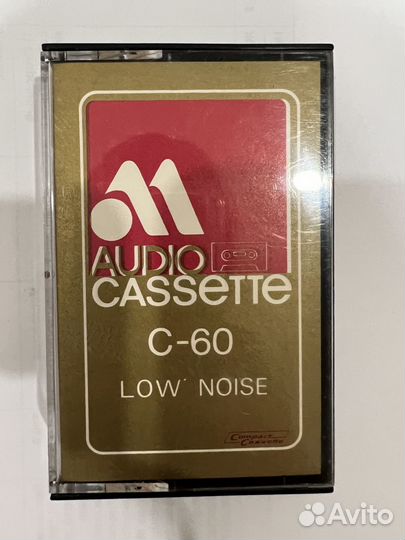 AUDIO
CASSETTE
C-60
LOW NOISE
Compact
Cassette
Avito